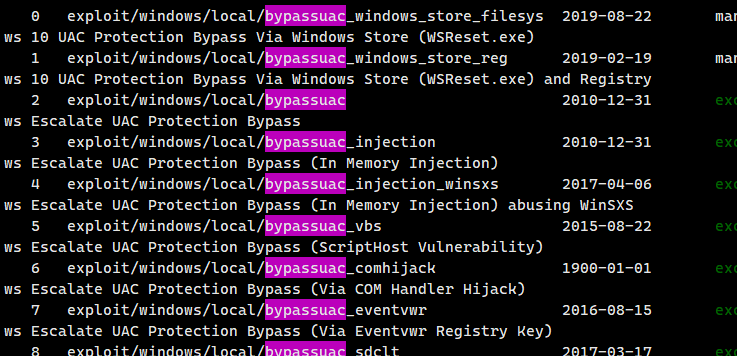 0 exploit/windows/local/bypassuac_windows_store_filesys 2019-08-22 man
ws 10 UAC Protection Bypass Via Windows Store (WSReset.exe)
1 exploit/windows/local/bypassuac_windows_store_reg 2019-02-19 man
ws 10 UAC Protection Bypass Via Windows Store (WSReset.exe) and Registry
2 exploit/windows/local/bypassuac 2010-12-31 exc
ws Escalate UAC Protection Bypass
3 exploit/windows/local/bypassuac_injection 2010-12-31 exc
ws Escalate UAC Protection Bypass (In Memory Injection)
4 exploit/windows/local/bypassuac_injection_winsxs 2017-04-06 exc
ws Escalate UAC Protection Bypass (In Memory Injection) abusing WinSXS
5 exploit/windows/local/bypassuac_vbs 2015-08-22 exc
ws Escalate UAC Protection Bypass (ScriptHost Vulnerability)
6 exploit/windows/local/bypassuac_comhijack 1900-01-01 exc
ws Escalate UAC Protection Bypass (Via COM Handler Hijack)
7 exploit/windows/local/bypassuac_eventvwr 2016-08-15 exc
ws Escalate UAC Protection Bypass (Via Eventvwr Registry Key)
8 exploit/windows/local/bypassuac_sdclt 2017-03-17 exc